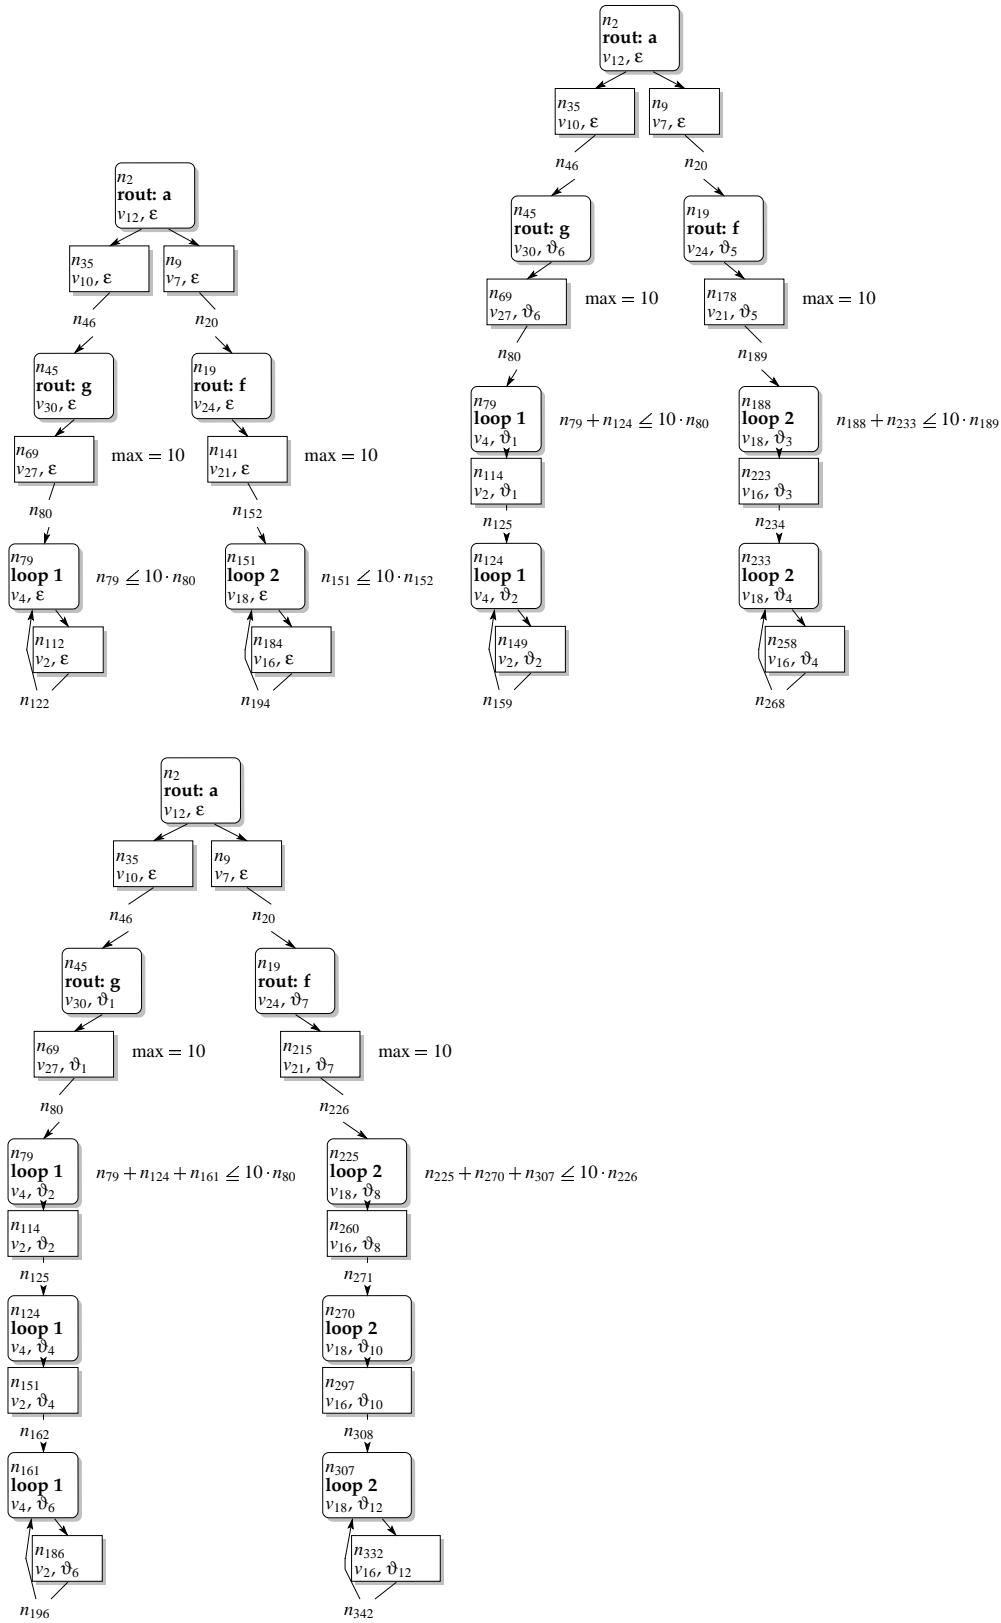 n2
rout: a
v12, ε
n35
v10, ε
n9
v7, ε
n46
n20
n45
rout: g
v30, ε
n19
rout: f
v24, ε
n69
v27, ε
max = 10
n141
v21, ε
max = 10
n80
n152
n79
loop 1
v4, ε
n79 ≦ 10 · n80
n151
loop 2
v18, ε
n151 ≦ 10 · n152
n112
v2, ε
n184
v16, ε
n122
n194
n2
rout: a
v12, ε
n35
v10, ε
n9
v7, ε
n46
n20
n45
rout: g
v30, ϑ6
n19
rout: f
v24, ϑ5
n69
v27, ϑ6
max = 10
n178
v21, ϑ5
max = 10
n80
n189
n79
loop 1
v4, ϑ1
n79 + n124 ≦ 10 · n80
n188
loop 2
v18, ϑ3
n188 + n233 ≦ 10 · n189
n114
v2, ϑ1
n223
v16, ϑ3
n125
n234
n124
loop 1
v4, ϑ2
n233
loop 2
v18, ϑ4
n149
v2, ϑ2
n258
v16, ϑ4
n159
n268
n2
rout: a
v12, ε
n35
v10, ε
n9
v7, ε
n46
n20
n45
rout: g
v30, ϑ1
n19
rout: f
v24, ϑ7
n69
v27, ϑ1
max = 10
n215
v21, ϑ7
max = 10
n80
n226
n79
loop 1
v4, ϑ2
n79 + n124 + n161 ≦ 10 · n80
n225
loop 2
v18, ϑ8
n225 + n270 + n307 ≦ 10 · n226
n114
v2, ϑ2
n260
v16, ϑ8
n125
n271
n124
loop 1
v4, ϑ4
n270
loop 2
v18, ϑ10
n151
v2, ϑ4
n297
v16, ϑ10
n162
n308
n161
loop 1
v4, ϑ6
n307
loop 2
v18, ϑ12
n186
v2, ϑ6
n332
v16, ϑ12
n196
n342